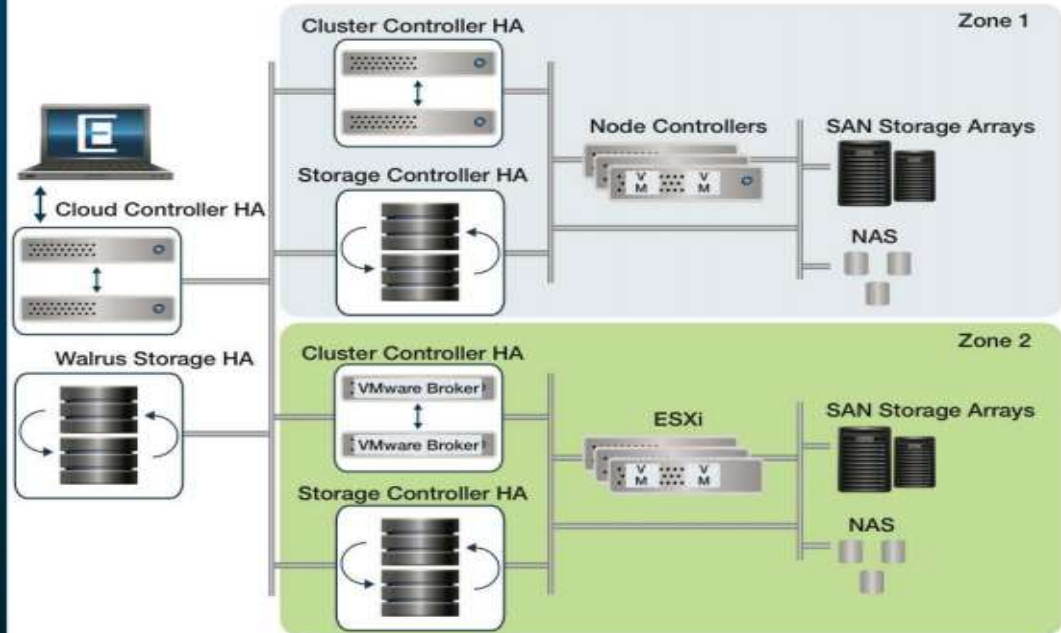 Zone 1
Cluster Controller HA
Node Controllers
SAN Storage Arrays
V V
M M
Storage Controller HA
Cloud Controller HA
NAS
Zone 2
Walrus Storage HA
Cluster Controller HA
VMware Broker
VMware Broker
ESXi
SAN Storage Arrays
V V
M M
Storage Controller HA
NAS